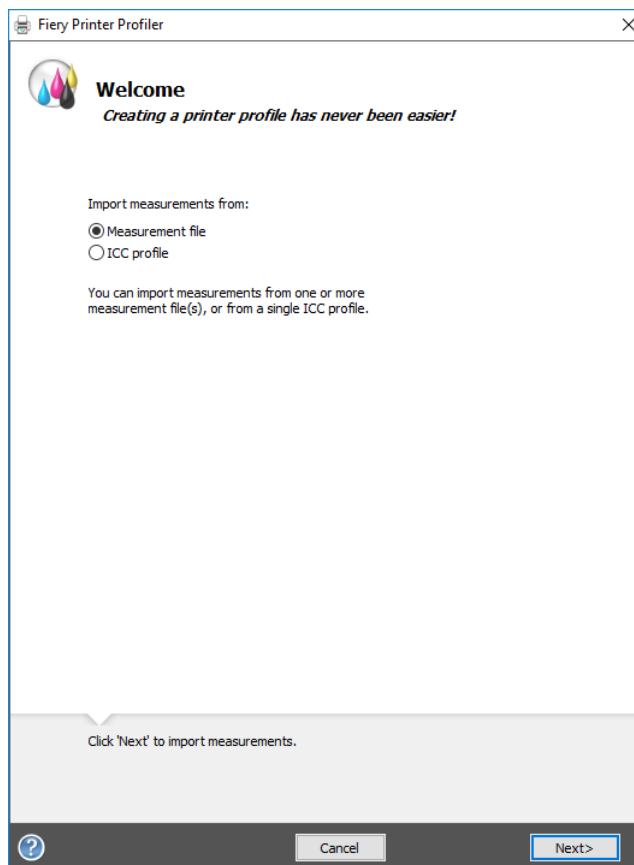 Fiery Printer Profiler
Welcome
Creating a printer profile has never been easier!
Import measurements from:
Measurement file
ICC profile
You can import measurements from one or more
measurement file(s), or from a single ICC profile.
Click 'Next' to import measurements.
?
Cancel
Next>